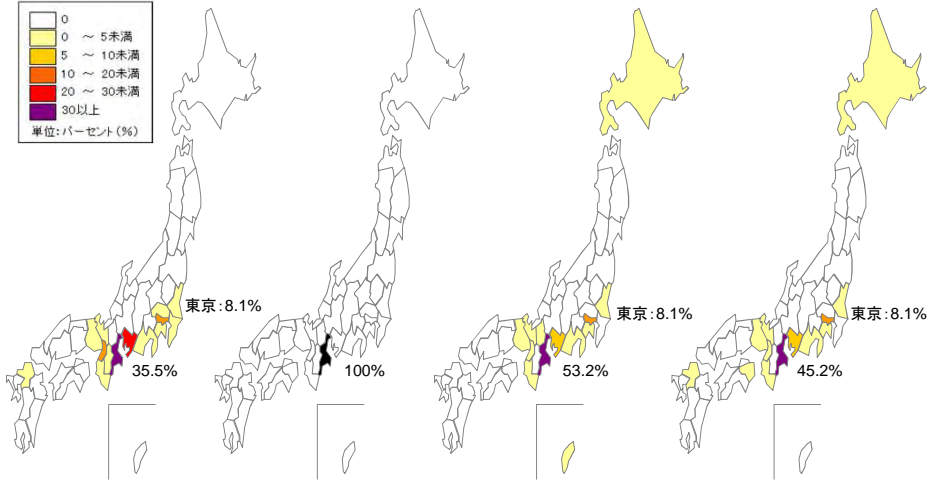 0
0 ～ 5未満
5 ～ 10未満
10 ～ 20未満
20 ～ 30未満
30以上
単位:パーセント(%)
東京:8.1%
35.5%
100%
東京:8.1%
53.2%
東京:8.1%
45.2%